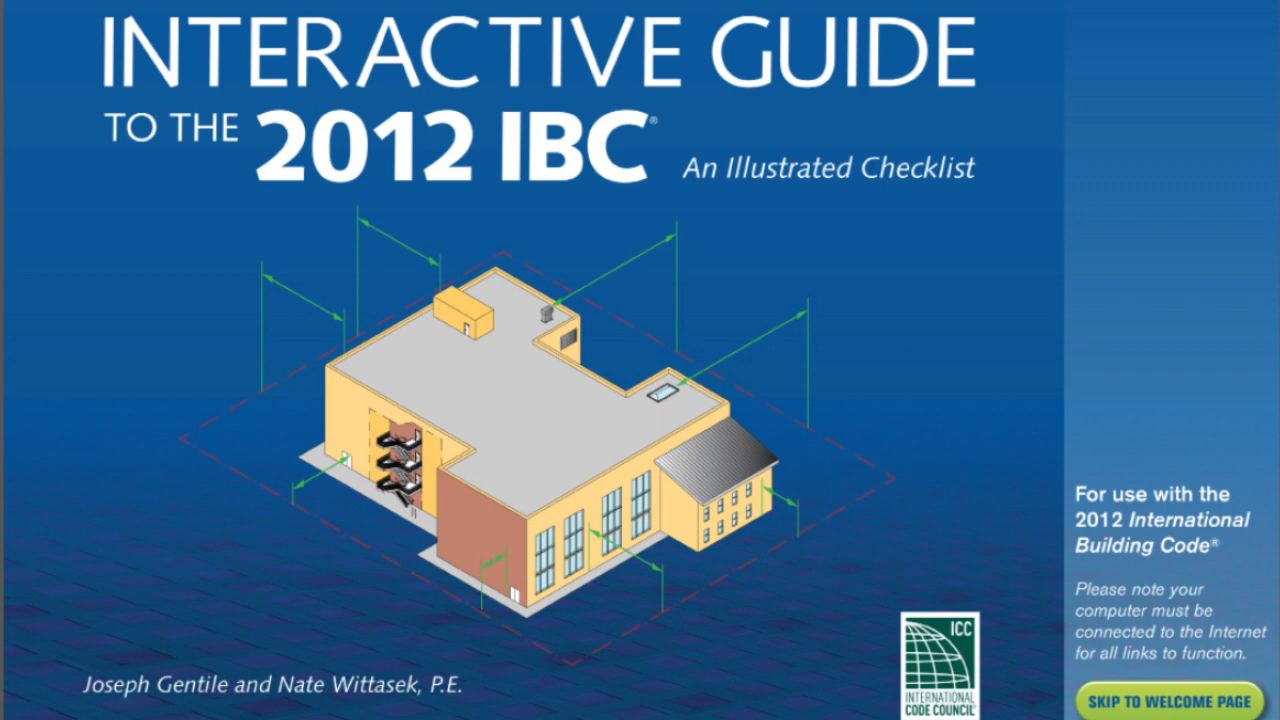 INTERACTIVE GUIDE
TO THE 2012 IBC®
An Illustrated Checklist
For use with the
2012 International
Building Code®
Please note your
computer must be
connected to the Internet
for all links to function.
ICC
INTERNATIONAL
CODE COUNCIL®
Joseph Gentile and Nate Wittasek, P.E.
SKIP TO WELCOME PAGE